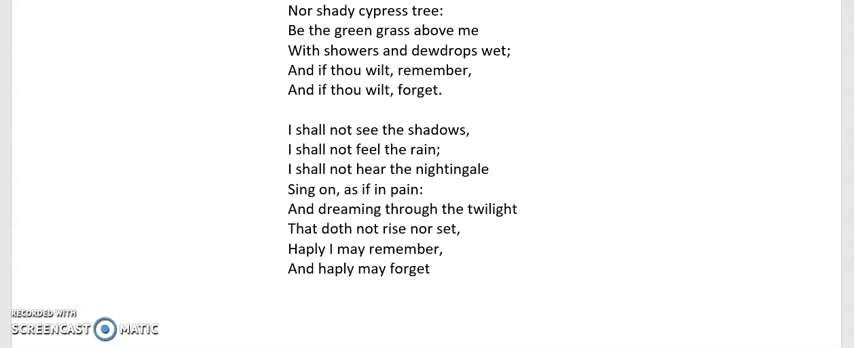 Nor shady cypress tree:
Be the green grass above me
With showers and dewdrops wet;
And if thou wilt, remember,
And if thou wilt, forget.

I shall not see the shadows,
I shall not feel the rain;
I shall not hear the nightingale
Sing on, as if in pain:
And dreaming through the twilight
That doth not rise nor set,
Haply I may remember,
And haply may forget

RECORDED WITH
SCREENCAST MATIC